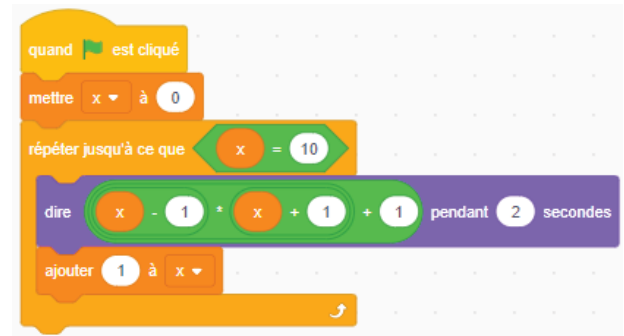 quand est cliqué
mettre x à 0
répéter jusqu'à ce que x = 10
dire x - 1 * x + 1 + 1 pendant 2 secondes
ajouter 1 à x